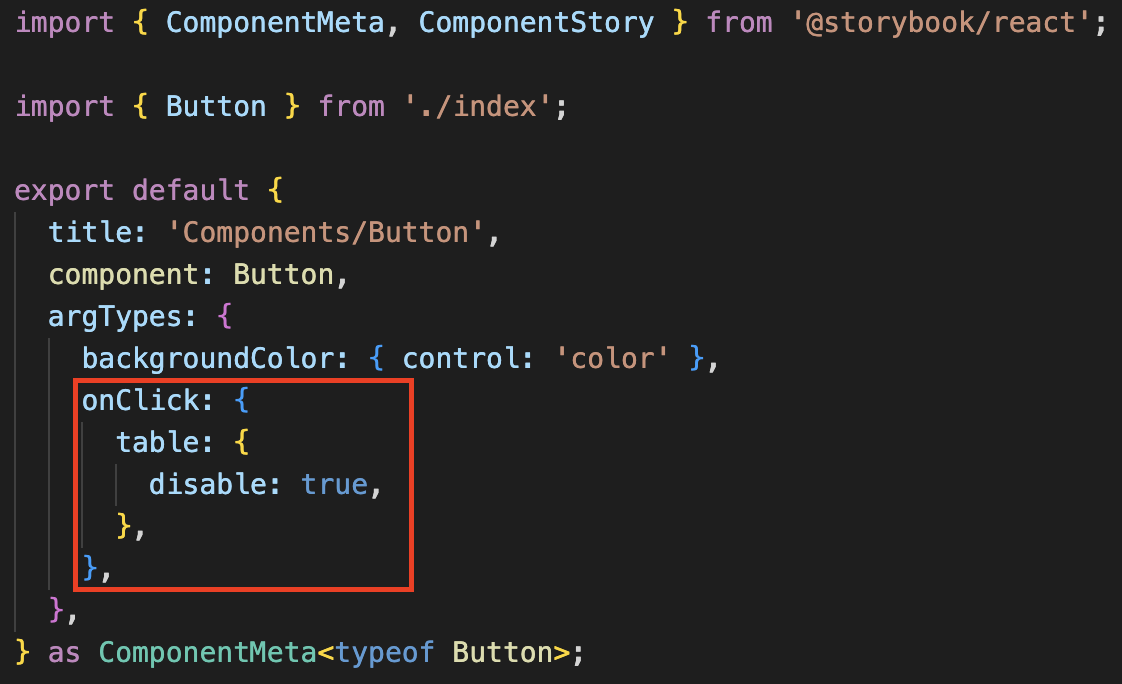 import { ComponentMeta, ComponentStory } from '@storybook/react';
import { Button } from './index';
export default {
  title: 'Components/Button',
  component: Button,
  argTypes: {
    backgroundColor: { control: 'color' },
    onClick: {
      table: {
        disable: true,
      },
    },
  },
} as ComponentMeta<typeof Button>;